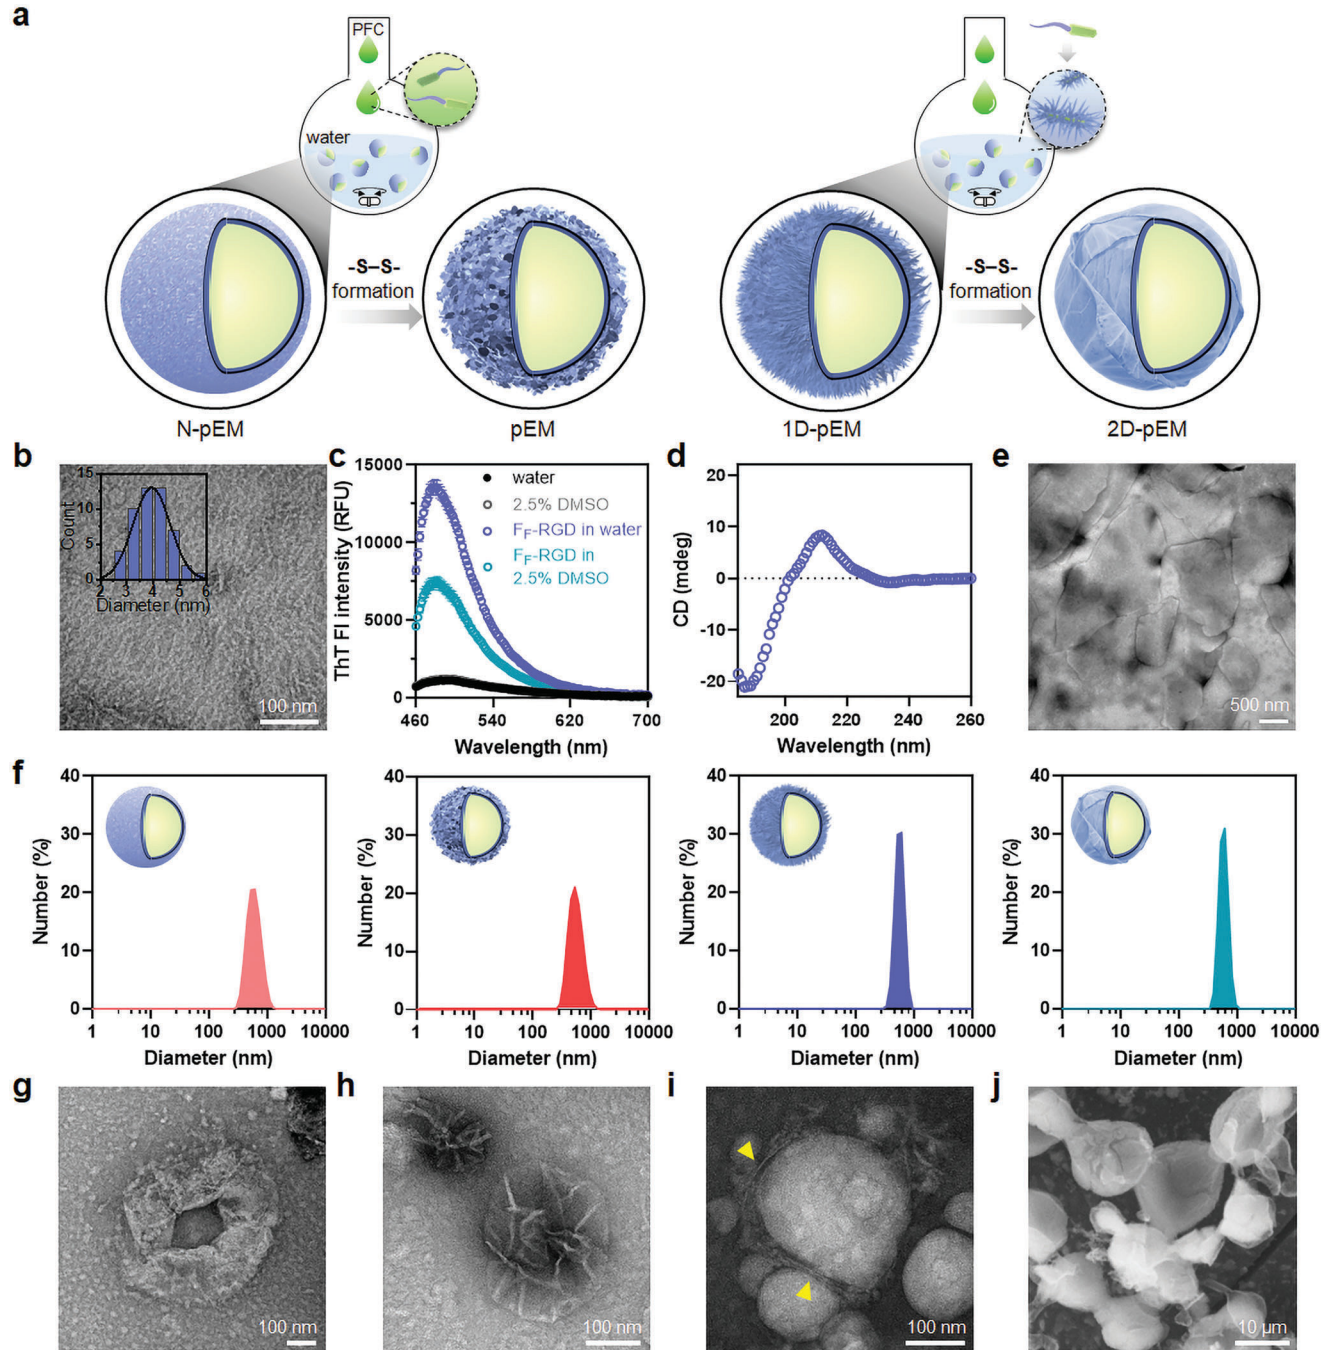 a
PFC
water
-S–S-
formation
N-pEM
pEM
-S–S-
formation
1D-pEM
2D-pEM
b
15
10
5
0
Count
2 3 4 5 6
Diameter (nm)
100 nm
c
15000
10000
5000
0
ThT FI intensity (RFU)
water
2.5% DMSO
F_F-RGD in water
F_F-RGD in
2.5% DMSO
460 540 620 700
Wavelength (nm)
d
20
10
0
-10
-20
CD (mdeg)
200 220 240 260
Wavelength (nm)
e
500 nm
f
40
30
20
10
0
Number (%)
1 10 100 1000 10000
Diameter (nm)
40
30
20
10
0
Number (%)
1 10 100 1000 10000
Diameter (nm)
40
30
20
10
0
Number (%)
1 10 100 1000 10000
Diameter (nm)
40
30
20
10
0
Number (%)
1 10 100 1000 10000
Diameter (nm)
g
100 nm
h
100 nm
i
100 nm
j
10 µm